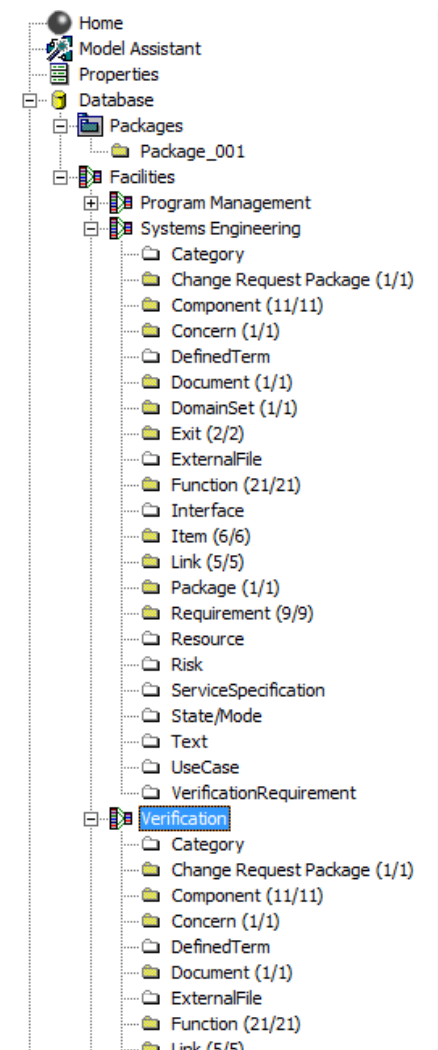 Home
Model Assistant
Properties
Database
Packages
Package_001
Facilities
Program Management
Systems Engineering
Category
Change Request Package (1/1)
Component (11/11)
Concern (1/1)
DefinedTerm
Document (1/1)
DomainSet (1/1)
Exit (2/2)
ExternalFile
Function (21/21)
Interface
Item (6/6)
Link (5/5)
Package (1/1)
Requirement (9/9)
Resource
Risk
ServiceSpecification
State/Mode
Text
UseCase
VerificationRequirement
Verification
Category
Change Request Package (1/1)
Component (11/11)
Concern (1/1)
DefinedTerm
Document (1/1)
ExternalFile
Function (21/21)
Link (5/5)